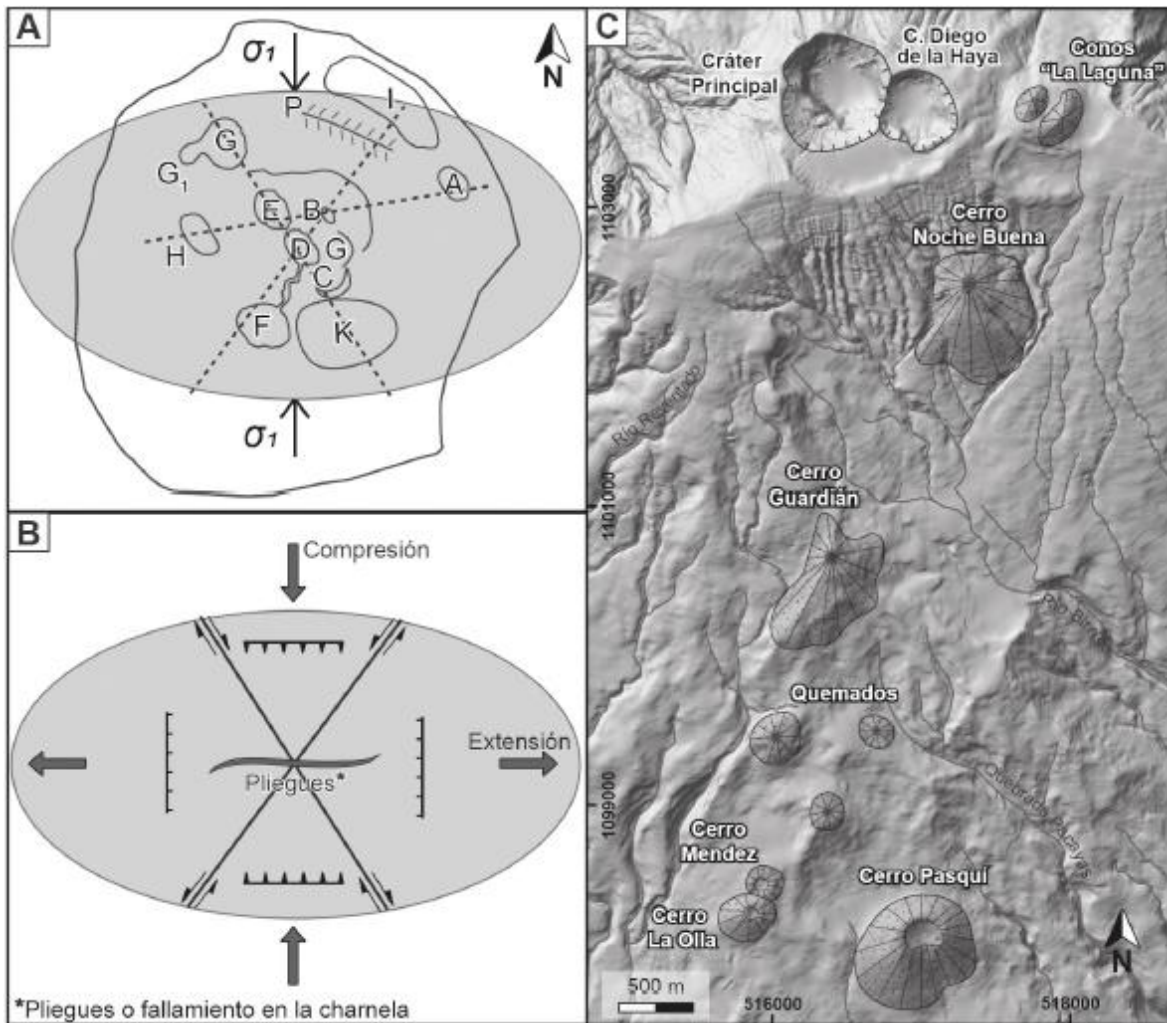 A
σ1
N
P
I
G
G1
A
E
B
H
D
G
C
F
K
σ1
B
Compresión
Extensión
Pliegues*
*Pliegues o fallamiento en la charnela
C
Cráter
Principal
C. Diego
de la Haya
Conos
“La Laguna”
1103000
Cerro
Noche Buena
Río Reventado
Cerro
Guardián
1101000
Río Birrís
Quemados
Quebrada Pacayas
1099000
Cerro
Mendez
Cerro Pasquí
Cerro
La Olla
N
500 m
516000
518000